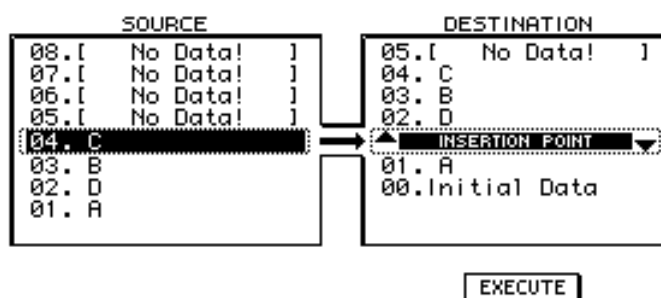 SOURCE
08.[ No Data! ]
07.[ No Data! ]
06.[ No Data! ]
05.[ No Data! ]
04. C
03. B
02. D
01. A
DESTINATION
05.[ No Data! ]
04. C
03. B
02. D
INSERTION POINT
01. A
00.Initial Data
EXECUTE